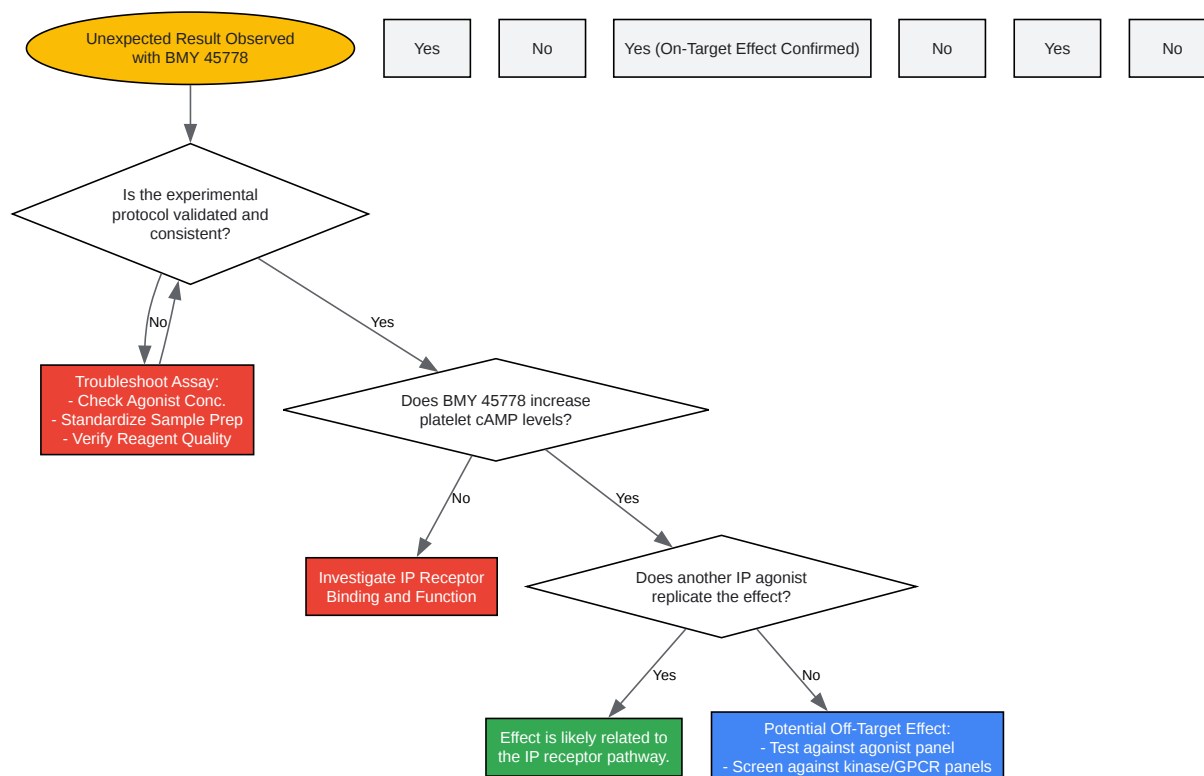 Unexpected Result Observed
with BMY 45778
Yes
No
Yes (On-Target Effect Confirmed)
No
Yes
No
Is the experimental
protocol validated and
consistent?
No
Yes
Troubleshoot Assay:
- Check Agonist Conc.
- Standardize Sample Prep
- Verify Reagent Quality
Does BMY 45778 increase
platelet cAMP levels?
No
Yes
Investigate IP Receptor
Binding and Function
Does another IP agonist
replicate the effect?
Yes
No
Effect is likely related to
the IP receptor pathway.
Potential Off-Target Effect:
- Test against agonist panel
- Screen against kinase/GPCR panels